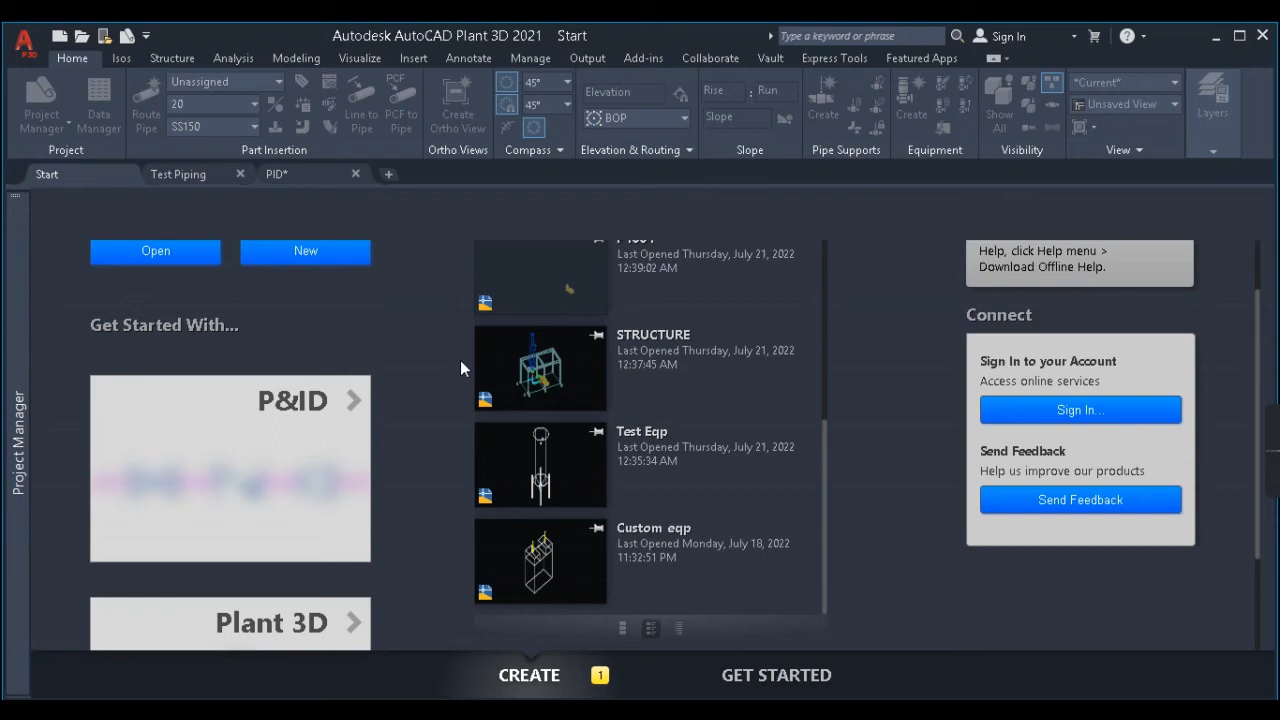 Autodesk AutoCAD Plant 3D 2021 Start
Type a keyword or phrase
Sign In
P3D
Home Isos Structure Analysis Modeling Visualize Insert Annotate Manage Output Add-ins Collaborate Vault Express Tools Featured Apps
Project Manager
Data Manager
Project
Route Pipe
Unassigned
20
SS150
Line to Pipe
PCF
PCF to Pipe
Part Insertion
Create Ortho View
Ortho Views
45°
45°
Compass
Elevation
BOP
Elevation & Routing
Rise : Run
Slope
Slope
Create
Pipe Supports
Create
Equipment
Show All
Visibility
*Current*
Unsaved View
View
Layers
Start
Test Piping
PID*
Project Manager
Open
New
Get Started With...
P&ID
Plant 3D
Last Opened Thursday, July 21, 2022
12:39:02 AM
STRUCTURE
Last Opened Thursday, July 21, 2022
12:37:45 AM
Test Eqp
Last Opened Thursday, July 21, 2022
12:35:34 AM
Custom eqp
Last Opened Monday, July 18, 2022
11:32:51 PM
Help, click Help menu >
Download Offline Help.
Connect
Sign In to your Account
Access online services
Sign In...
Send Feedback
Help us improve our products
Send Feedback
CREATE
1
GET STARTED